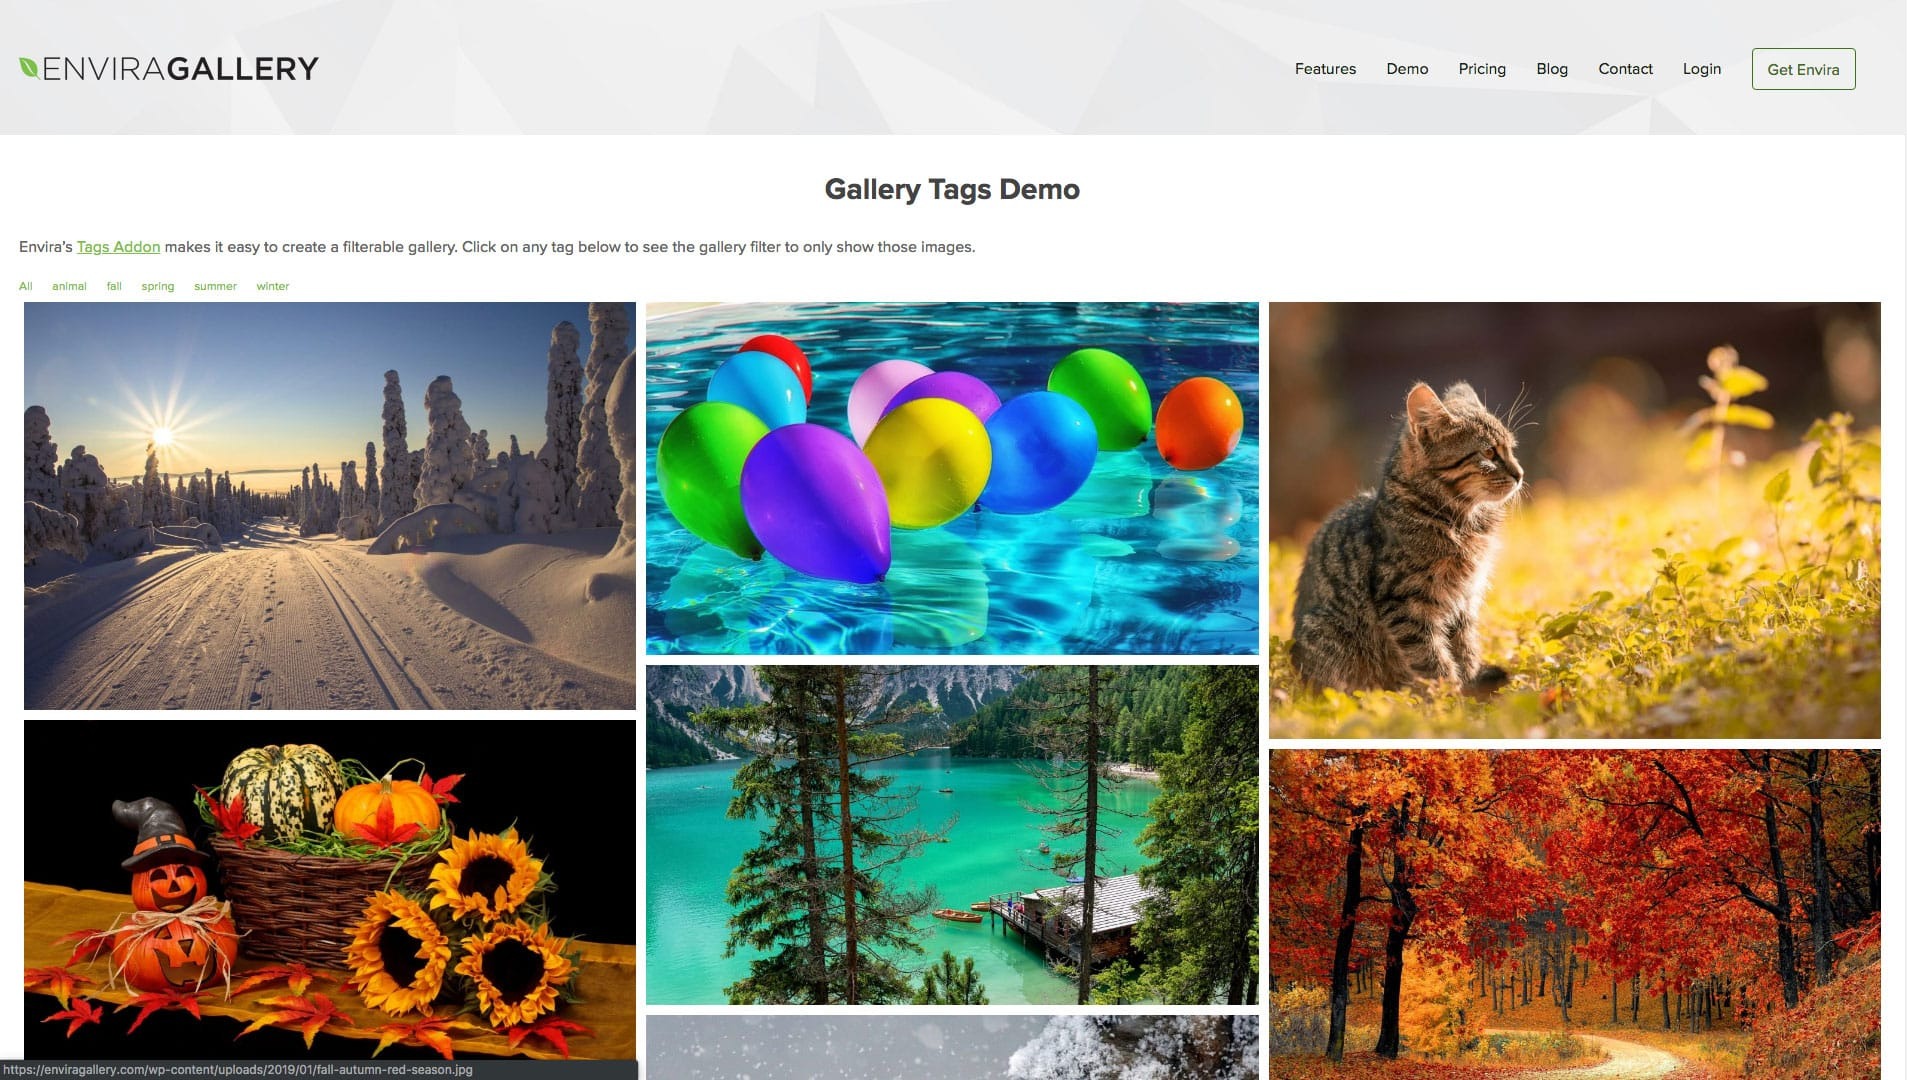 ENVIRAGALLERY
Features Demo Pricing Blog Contact Login Get Envira
Gallery Tags Demo
Envira’s Tags Addon makes it easy to create a filterable gallery. Click on any tag below to see the gallery filter to only show those images.
All animal fall spring summer winter
https://enviragallery.com/wp-content/uploads/2019/01/fall-autumn-red-season.jpg